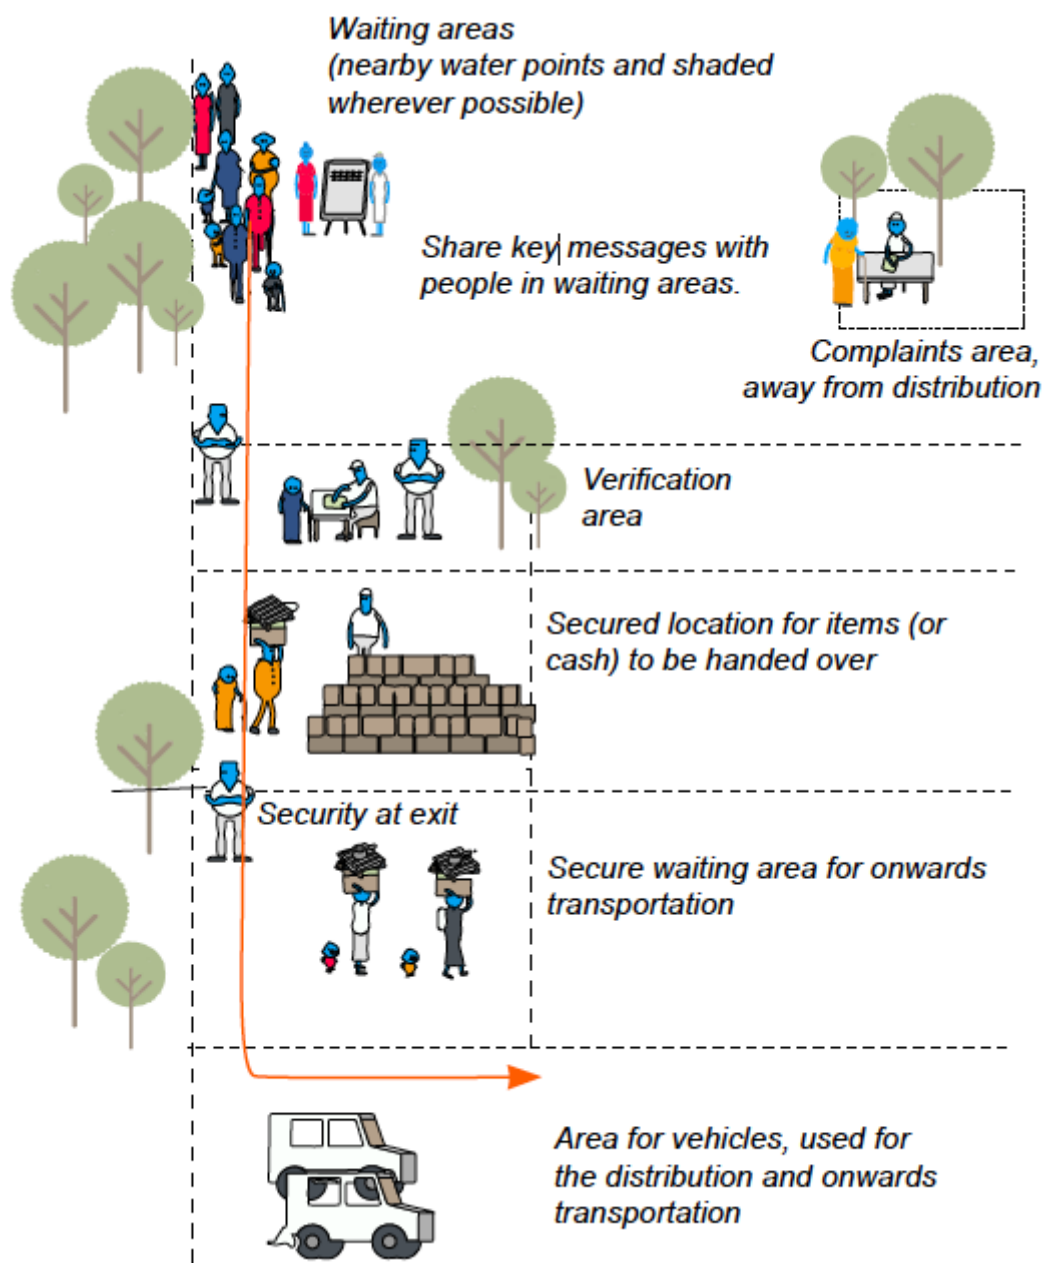 Waiting areas
(nearby water points and shaded
wherever possible)
Share key messages with
people in waiting areas.
Complaints area,
away from distribution
Verification
area
Secured location for items (or
cash) to be handed over
Security at exit
Secure waiting area for onwards
transportation
Area for vehicles, used for
the distribution and onwards
transportation